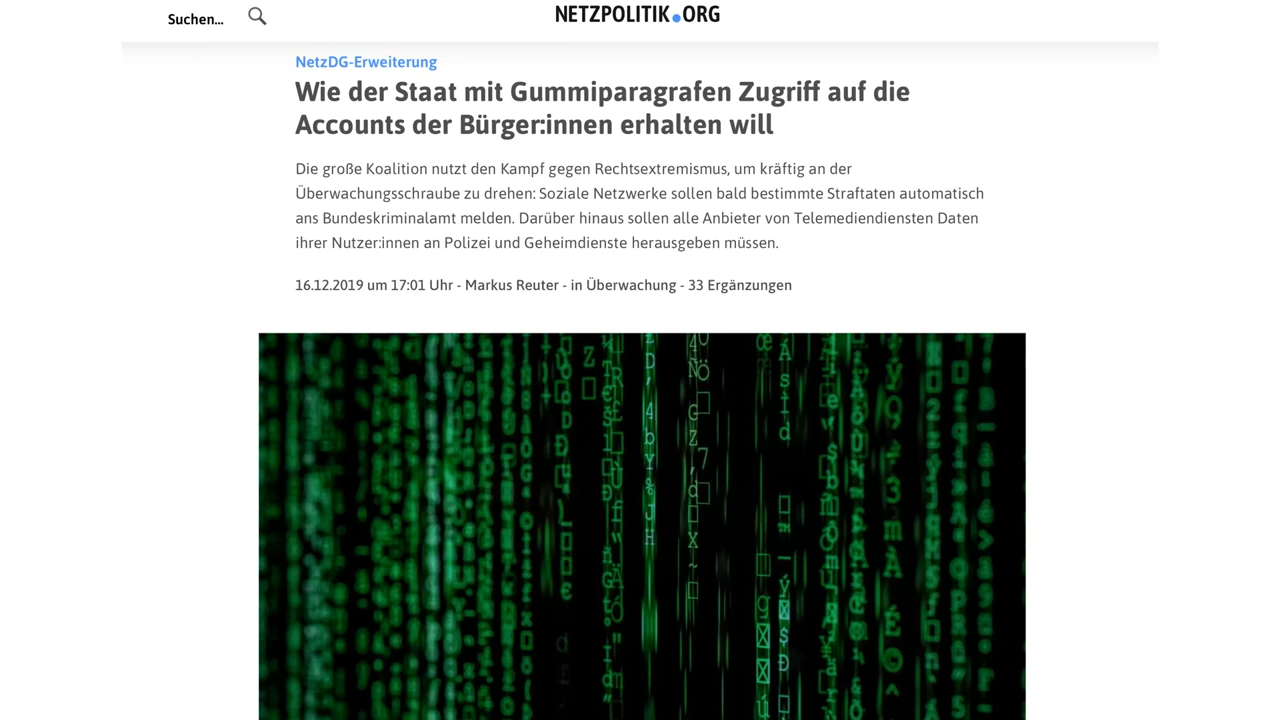 Suchen...
NETZPOLITIK.ORG
NetzDG-Erweiterung
Wie der Staat mit Gummiparagrafen Zugriff auf die
Accounts der Bürger:innen erhalten will
Die große Koalition nutzt den Kampf gegen Rechtsextremismus, um kräftig an der
Überwachungsschraube zu drehen: Soziale Netzwerke sollen bald bestimmte Straftaten automatisch
ans Bundeskriminalamt melden. Darüber hinaus sollen alle Anbieter von Telemediendiensten Daten
ihrer Nutzer:innen an Polizei und Geheimdienste herausgeben müssen.
16.12.2019 um 17:01 Uhr - Markus Reuter - in Überwachung - 33 Ergänzungen